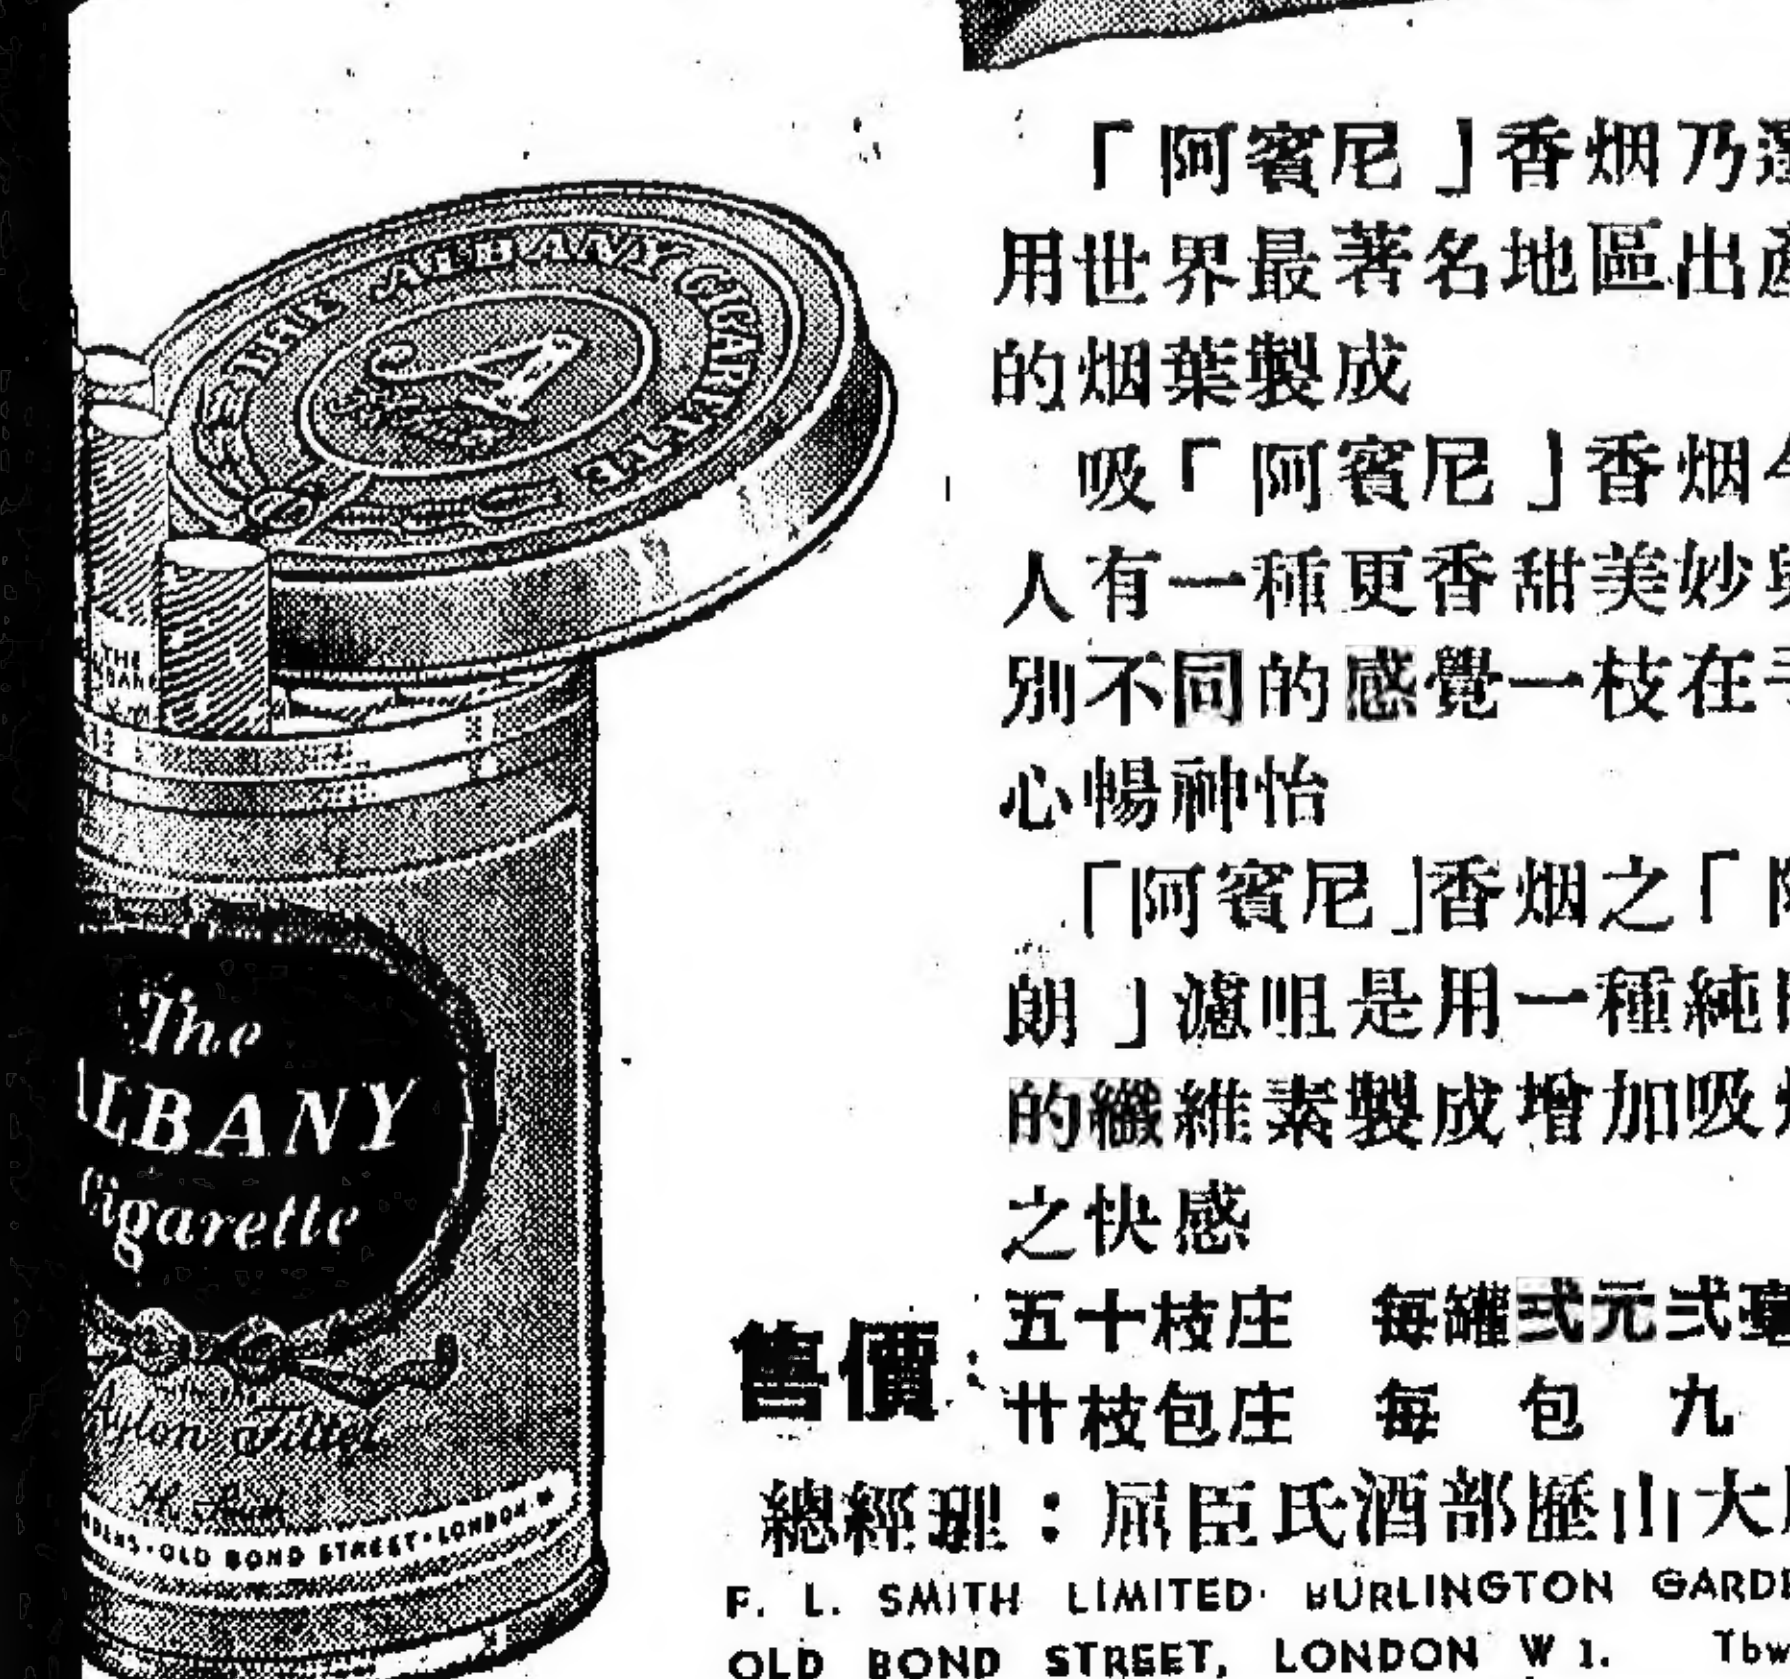 THE ALBANY CIGARETTE
The
ALBANY
Cigarette
Nylon Filter
OLD BOND STREET·LONDON·W
「阿賓尼」香烟乃選
用世界最著名地區出產
的烟葉製成
吸「阿賓尼」香烟令
人有一種更香甜美妙與
別不同的感覺一枝在手
心暢神怡
「阿賓尼」香烟之「
朗」濾咀是用一種純
的纖維素製成增加吸
之快感
售價：
五十枝庄 每罐弍元弍毫
廿枝包庄 每包九
總經理：屈臣氏酒部歷山大
F. L. SMITH LIMITED· BURLINGTON GARDE
OLD BOND STREET, LONDON W 1.